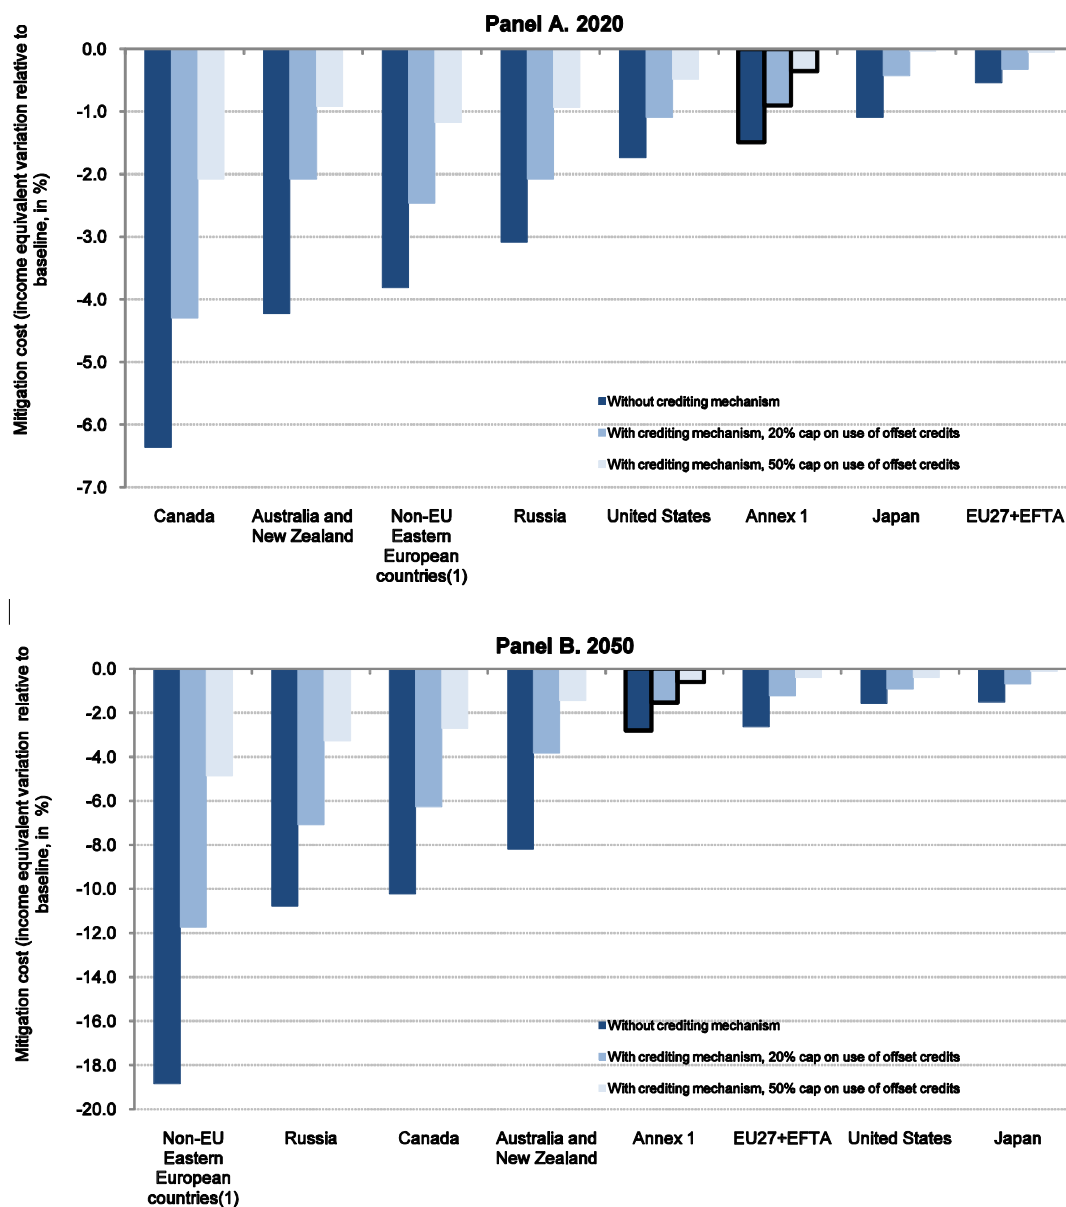 Panel A. 2020
Mitigation cost (income equivalent variation relative to
baseline, in %)
0.0
-1.0
-2.0
-3.0
-4.0
-5.0
-6.0
-7.0
Without crediting mechanism
With crediting mechanism, 20% cap on use of offset credits
With crediting mechanism, 50% cap on use of offset credits
Canada
Australia and
New Zealand
Non-EU
Eastern
European
countries(1)
Russia
United States
Annex 1
Japan
EU27+EFTA
Panel B. 2050
Mitigation cost (income equivalent variation relative to
baseline, in %)
0.0
-2.0
-4.0
-6.0
-8.0
-10.0
-12.0
-14.0
-16.0
-18.0
-20.0
Without crediting mechanism
With crediting mechanism, 20% cap on use of offset credits
With crediting mechanism, 50% cap on use of offset credits
Non-EU
Eastern
European
countries(1)
Russia
Canada
Australia and
New Zealand
Annex 1
EU27+EFTA
United States
Japan